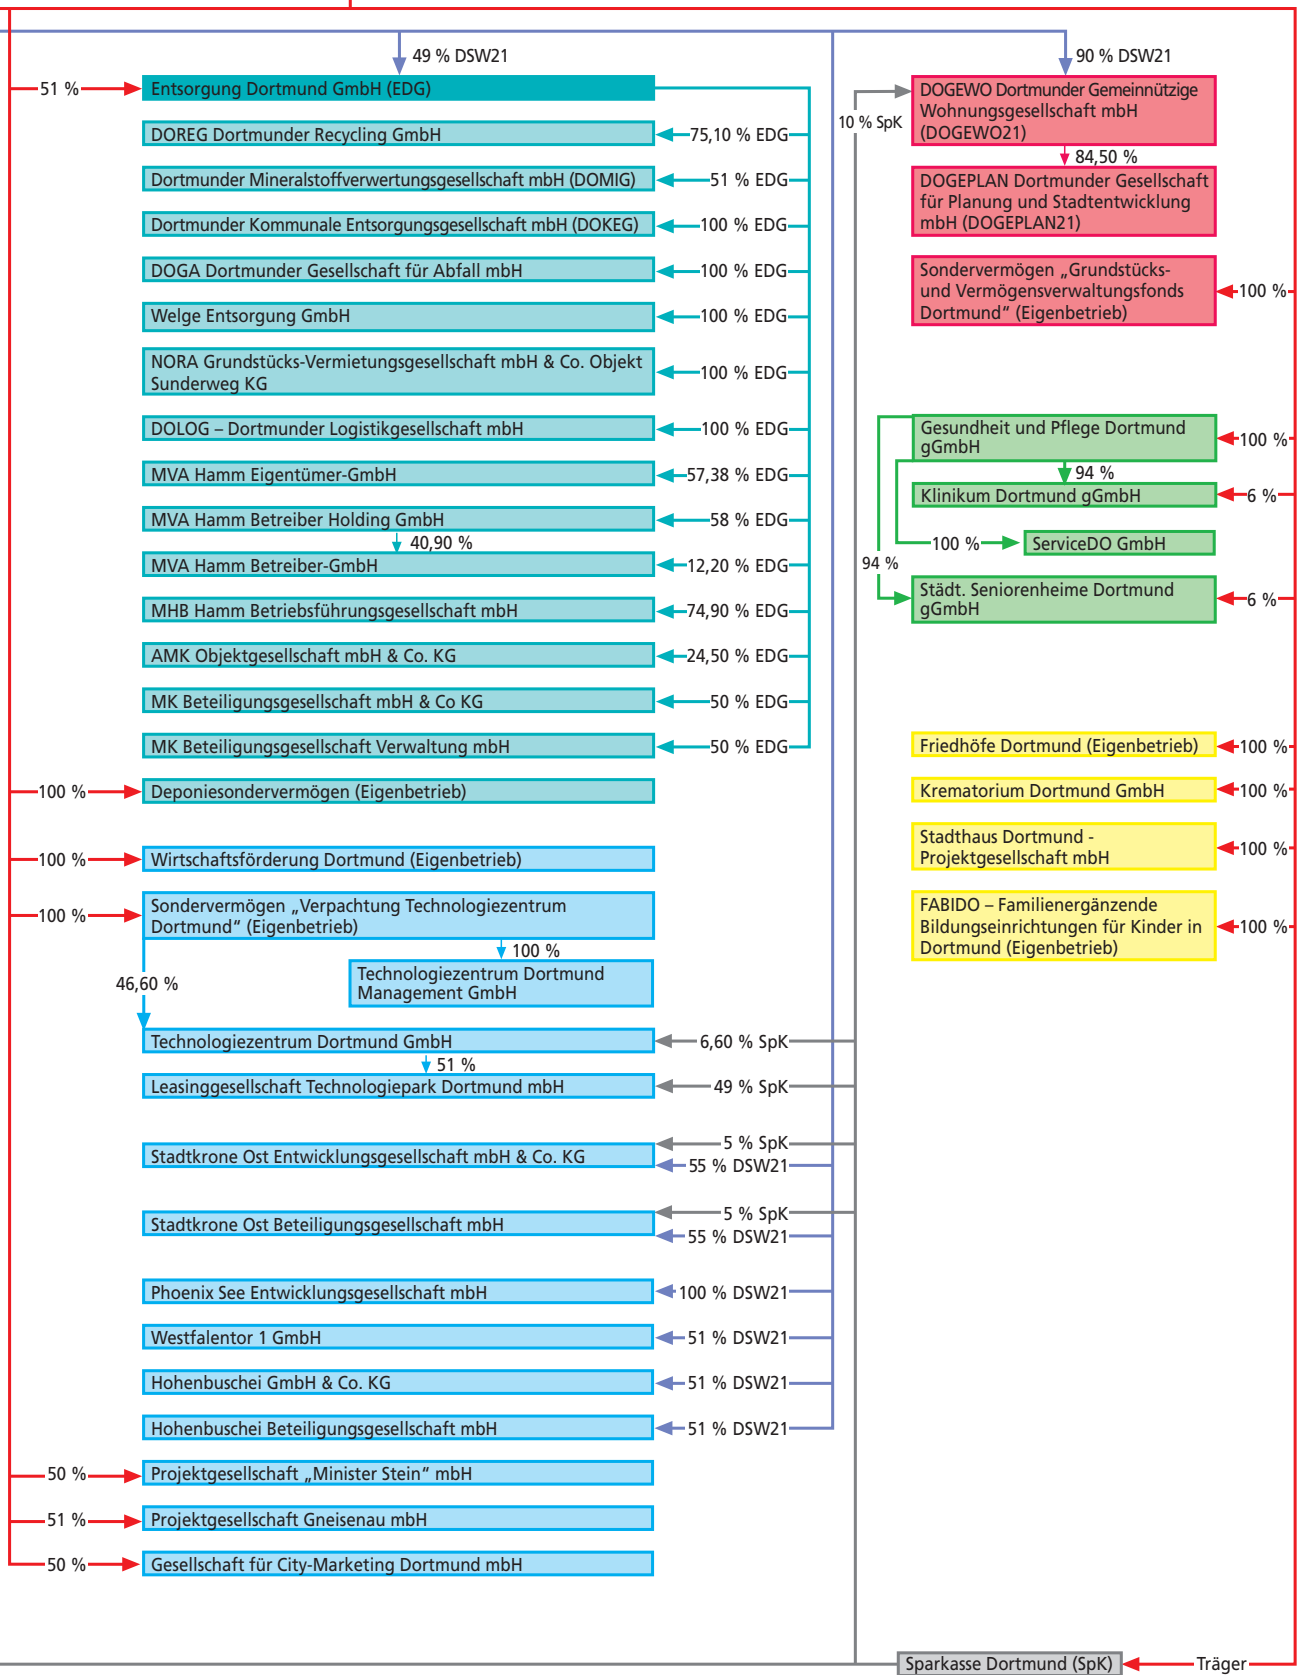 49 % DSW21
51 %
Entsorgung Dortmund GmbH (EDG)
DOREG Dortmunder Recycling GmbH
75,10 % EDG
Dortmunder Mineralstoffverwertungsgesellschaft mbH (DOMIG)
51 % EDG
Dortmunder Kommunale Entsorgungsgesellschaft mbH (DOKEG)
100 % EDG
DOGA Dortmunder Gesellschaft für Abfall mbH
100 % EDG
Welge Entsorgung GmbH
100 % EDG
NORA Grundstücks-Vermietungsgesellschaft mbH & Co. Objekt
Sunderweg KG
100 % EDG
DOLOG – Dortmunder Logistikgesellschaft mbH
100 % EDG
MVA Hamm Eigentümer-GmbH
57,38 % EDG
MVA Hamm Betreiber Holding GmbH
58 % EDG
40,90 %
MVA Hamm Betreiber-GmbH
12,20 % EDG
MHB Hamm Betriebsführungsgesellschaft mbH
74,90 % EDG
AMK Objektgesellschaft mbH & Co. KG
24,50 % EDG
MK Beteiligungsgesellschaft mbH & Co KG
50 % EDG
MK Beteiligungsgesellschaft Verwaltung mbH
50 % EDG
100 %
Deponiesondervermögen (Eigenbetrieb)
100 %
Wirtschaftsförderung Dortmund (Eigenbetrieb)
100 %
Sondervermögen „Verpachtung Technologiezentrum
Dortmund“ (Eigenbetrieb)
100 %
Technologiezentrum Dortmund
Management GmbH
46,60 %
Technologiezentrum Dortmund GmbH
6,60 % SpK
51 %
Leasinggesellschaft Technologiepark Dortmund mbH
49 % SpK
Stadtkrone Ost Entwicklungsgesellschaft mbH & Co. KG
5 % SpK
55 % DSW21
Stadtkrone Ost Beteiligungsgesellschaft mbH
5 % SpK
55 % DSW21
Phoenix See Entwicklungsgesellschaft mbH
100 % DSW21
Westfalentor 1 GmbH
51 % DSW21
Hohenbuschei GmbH & Co. KG
51 % DSW21
Hohenbuschei Beteiligungsgesellschaft mbH
51 % DSW21
50 %
Projektgesellschaft „Minister Stein“ mbH
51 %
Projektgesellschaft Gneisenau mbH
50 %
Gesellschaft für City-Marketing Dortmund mbH
90 % DSW21
10 % SpK
DOGEWO Dortmunder Gemeinnützige
Wohnungsgesellschaft mbH
(DOGEWO21)
84,50 %
DOGEPLAN Dortmunder Gesellschaft
für Planung und Stadtentwicklung
mbH (DOGEPLAN21)
Sondervermögen „Grundstücks-
und Vermögensverwaltungsfonds
Dortmund“ (Eigenbetrieb)
100 %
Gesundheit und Pflege Dortmund
gGmbH
100 %
94 %
Klinikum Dortmund gGmbH
6 %
100 %
ServiceDO GmbH
94 %
Städt. Seniorenheime Dortmund
gGmbH
6 %
Friedhöfe Dortmund (Eigenbetrieb)
100 %
Krematorium Dortmund GmbH
100 %
Stadthaus Dortmund -
Projektgesellschaft mbH
100 %
FABIDO – Familienergänzende
Bildungseinrichtungen für Kinder in
Dortmund (Eigenbetrieb)
100 %
Sparkasse Dortmund (SpK)
Träger